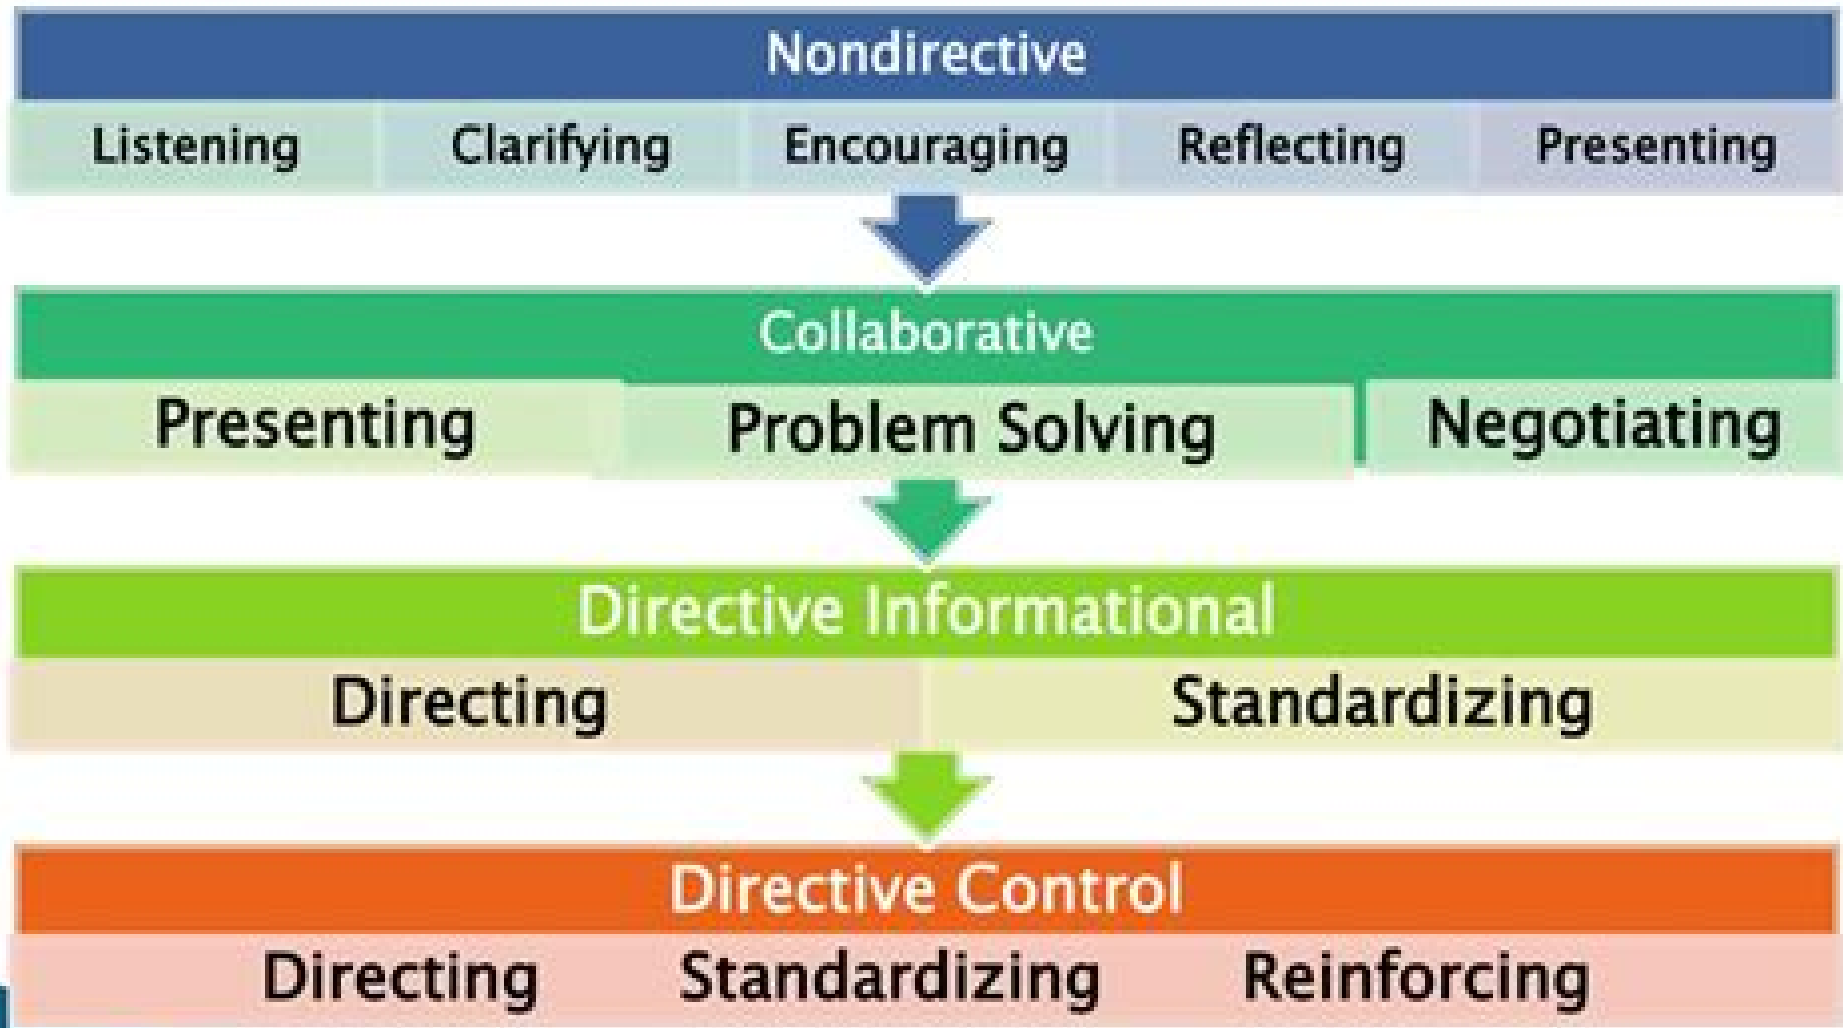 Nondirective
Listening Clarifying Encouraging Reflecting Presenting
Collaborative
Presenting Problem Solving Negotiating
Directive Informational
Directing Standardizing
Directive Control
Directing Standardizing Reinforcing